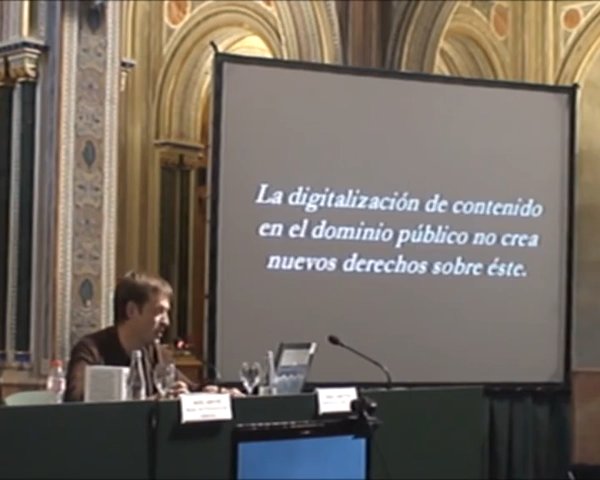 La digitalización de contenido
en el dominio público no crea
nuevos derechos sobre éste.